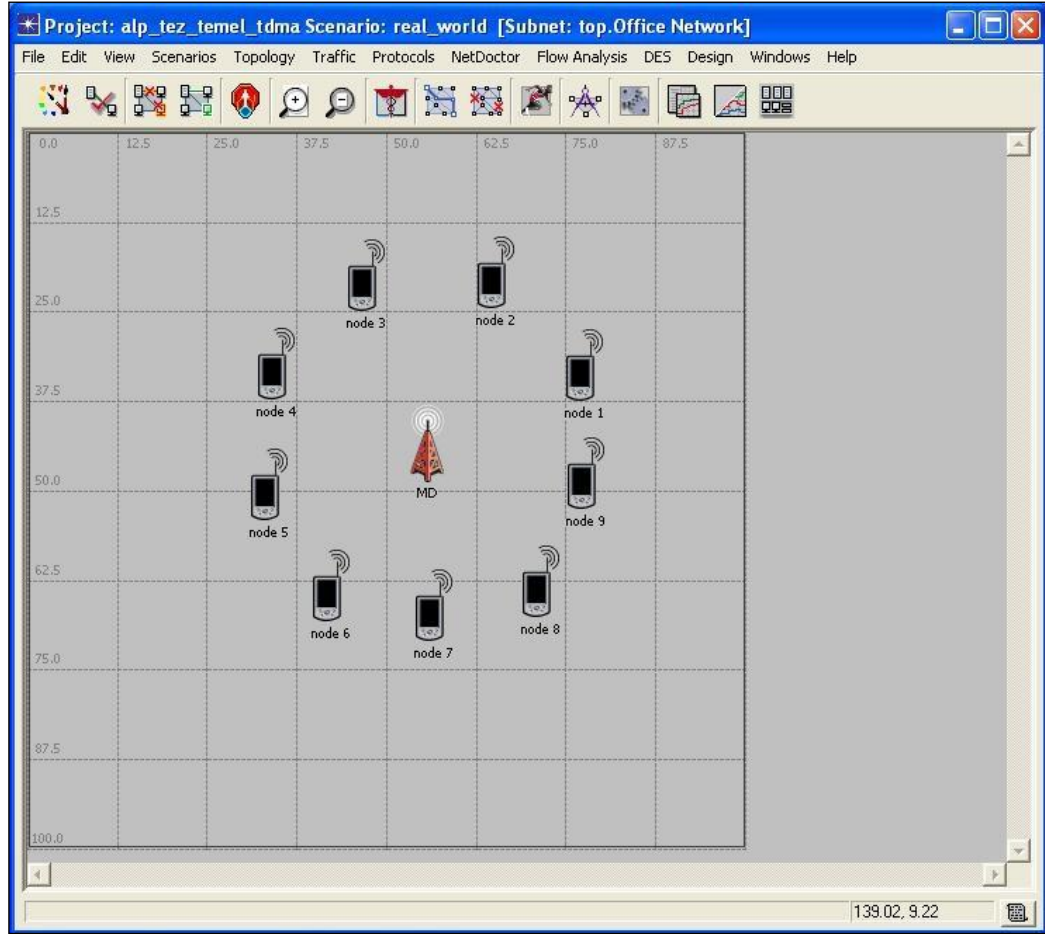 Project: alp_tez_temel_tdma Scenario: real_world [Subnet: top.Office Network]
File Edit View Scenarios Topology Traffic Protocols NetDoctor Flow Analysis DES Design Windows Help
0.0 12.5 25.0 37.5 50.0 62.5 75.0 87.5
12.5
25.0
node 3
node 2
37.5
node 4
node 1
50.0
MD
node 5
node 9
62.5
node 6
node 8
node 7
75.0
87.5
100.0
139.02, 9.22